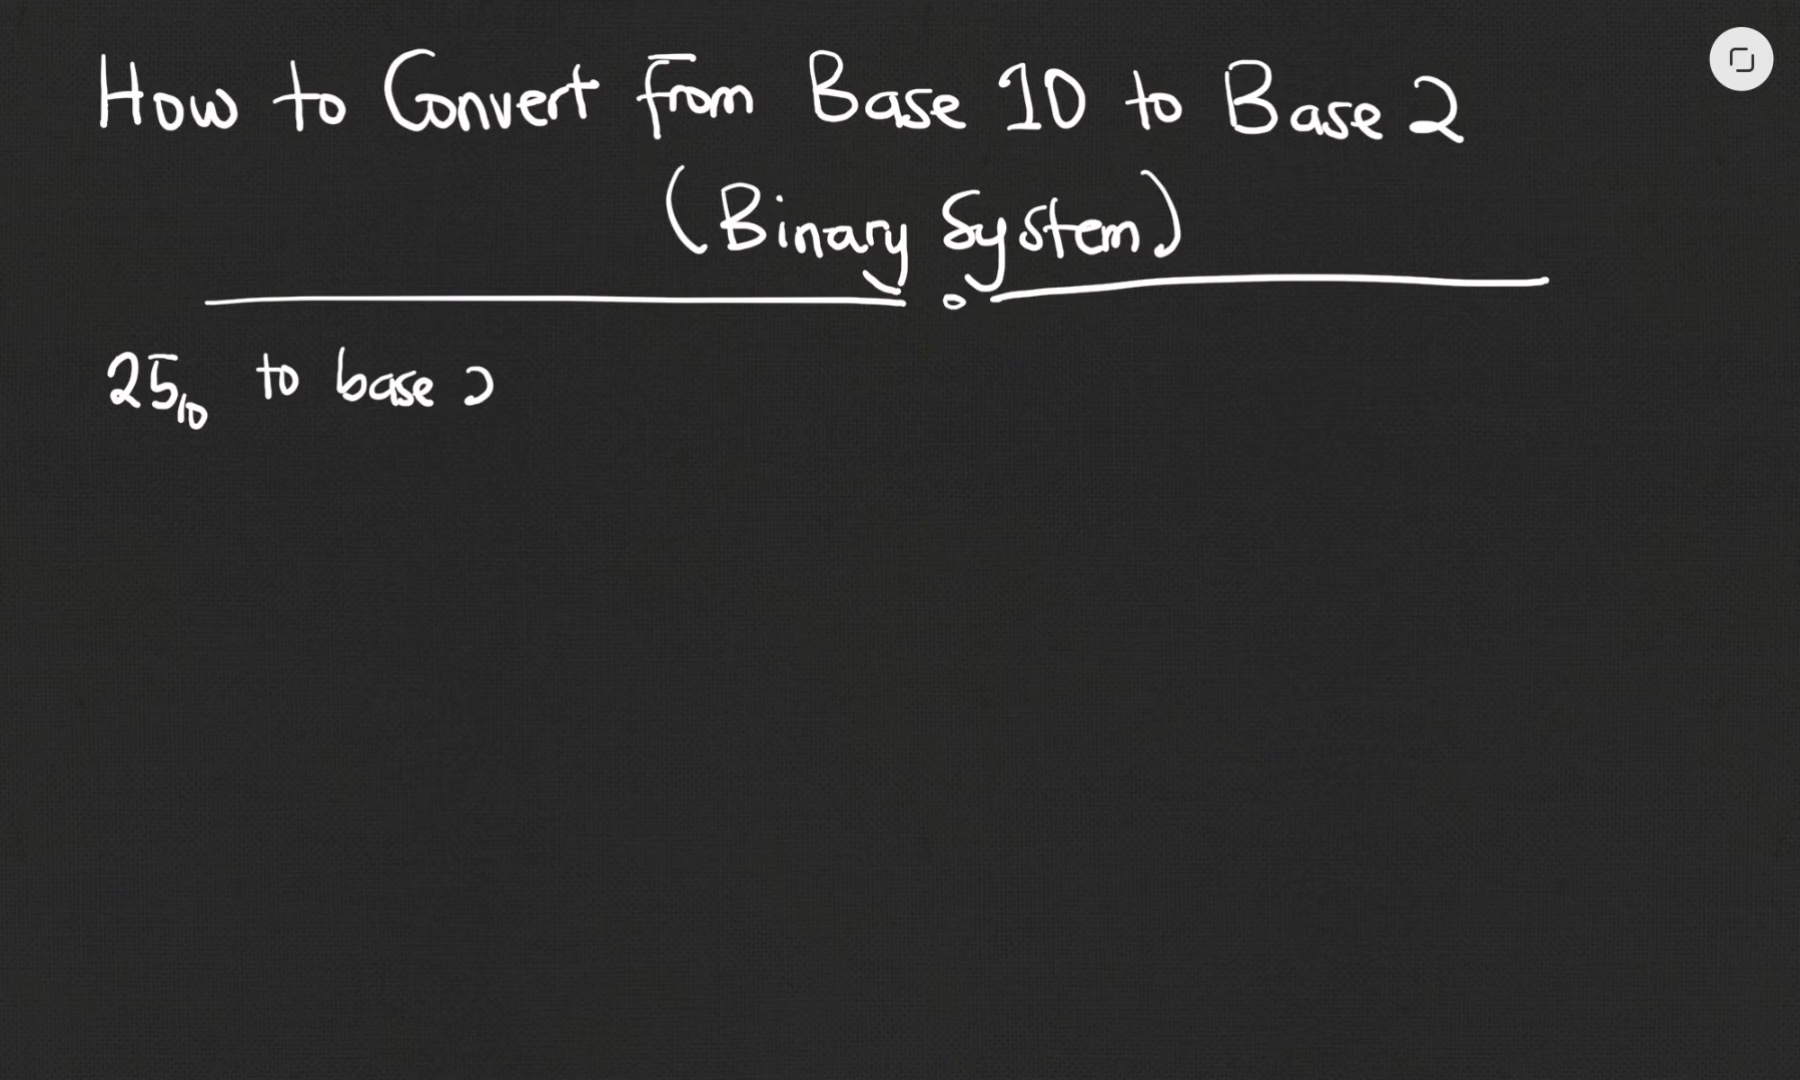 How to Convert from Base 10 to Base 2
(Binary System)
25₁₀ to base 2